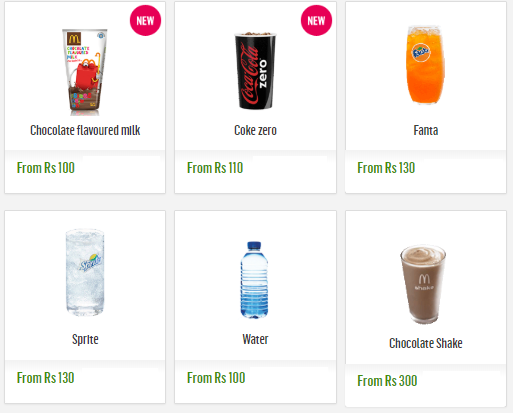 NEW
NEW
CHOCOLATE
FLAVOURED
MILK
Coca-Cola
zero
Fanta
Chocolate flavoured milk
Coke zero
Fanta
From Rs 100
From Rs 110
From Rs 130
Sprite
shake
Sprite
Water
Chocolate Shake
From Rs 130
From Rs 100
From Rs 300